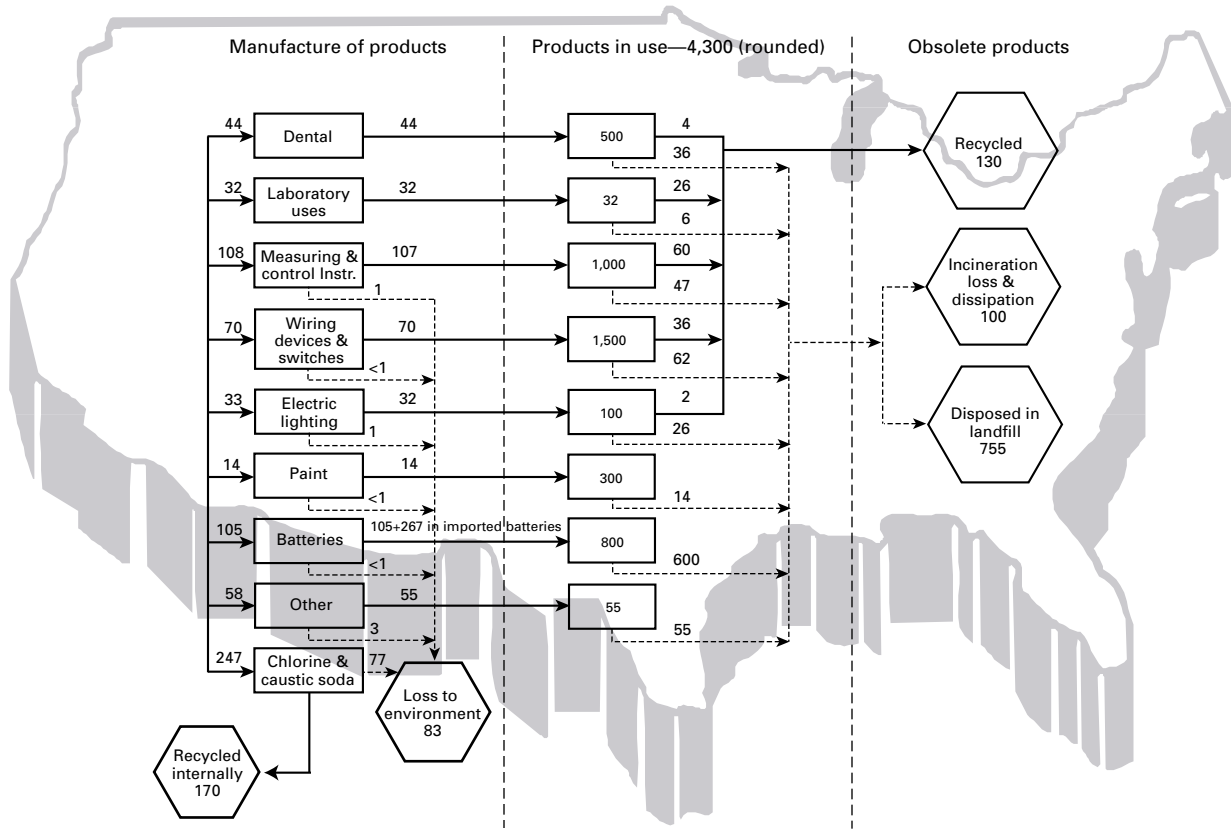 Manufacture of products
Products in use—4,300 (rounded)
Obsolete products
44
Dental
44
500
4
36
Recycled
130
32
Laboratory
uses
32
32
26
6
108
Measuring &
control Instr.
107
1
1,000
60
47
Incineration
loss &
dissipation
100
70
Wiring
devices &
switches
70
<1
1,500
36
62
33
Electric
lighting
32
1
100
2
26
Disposed in
landfill
755
14
Paint
14
<1
300
14
105
Batteries
105+267 in imported batteries
<1
800
600
58
Other
55
3
55
55
247
Chlorine &
caustic soda
77
Loss to
environment
83
Recycled
internally
170